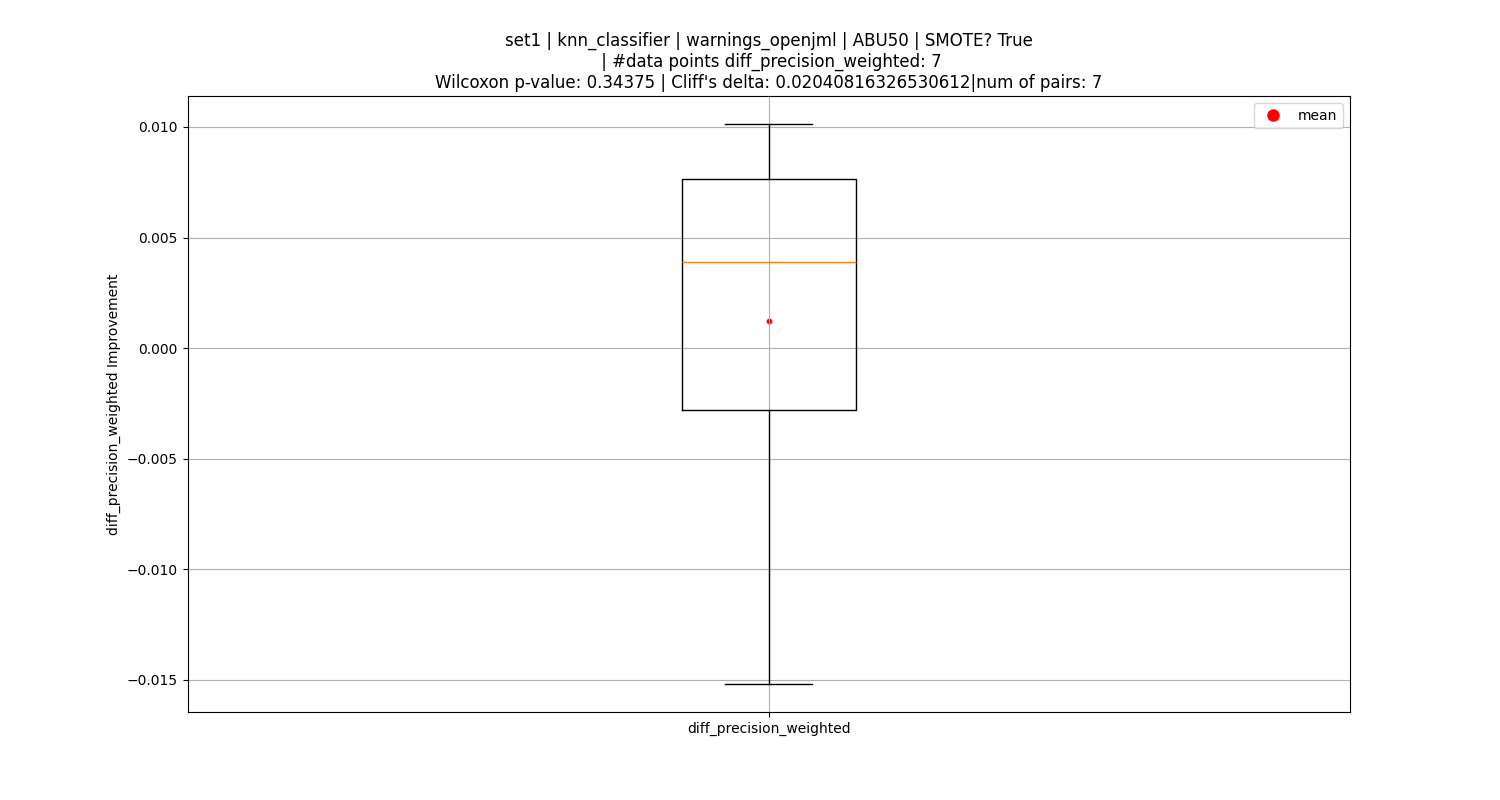 set1 | knn_classifier | warnings_openjml | ABU50 | SMOTE? True
| #data points diff_precision_weighted: 7
Wilcoxon p-value: 0.34375 | Cliff's delta: 0.02040816326530612|num of pairs: 7
mean
0.010
0.005
0.000
−0.005
−0.010
−0.015
diff_precision_weighted Improvement
diff_precision_weighted